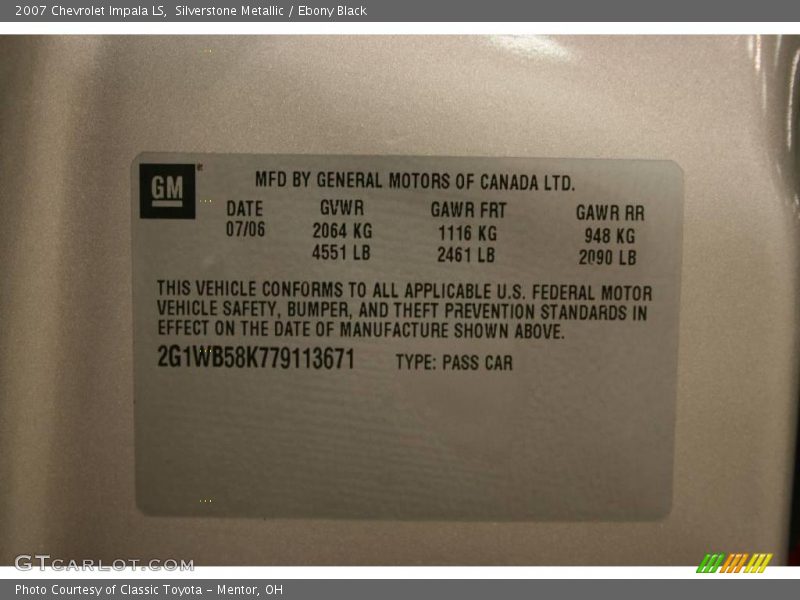 2007 Chevrolet Impala LS, Silverstone Metallic / Ebony Black
GM
MFD BY GENERAL MOTORS OF CANADA LTD.
DATE GVWR GAWR FRT GAWR RR
07/06 2064 KG 1116 KG 948 KG
4551 LB 2461 LB 2090 LB
THIS VEHICLE CONFORMS TO ALL APPLICABLE U.S. FEDERAL MOTOR
VEHICLE SAFETY, BUMPER, AND THEFT PREVENTION STANDARDS IN
EFFECT ON THE DATE OF MANUFACTURE SHOWN ABOVE.
2G1WB58K779113671 TYPE: PASS CAR
GTCARLOT.COM
Photo Courtesy of Classic Toyota - Mentor, OH